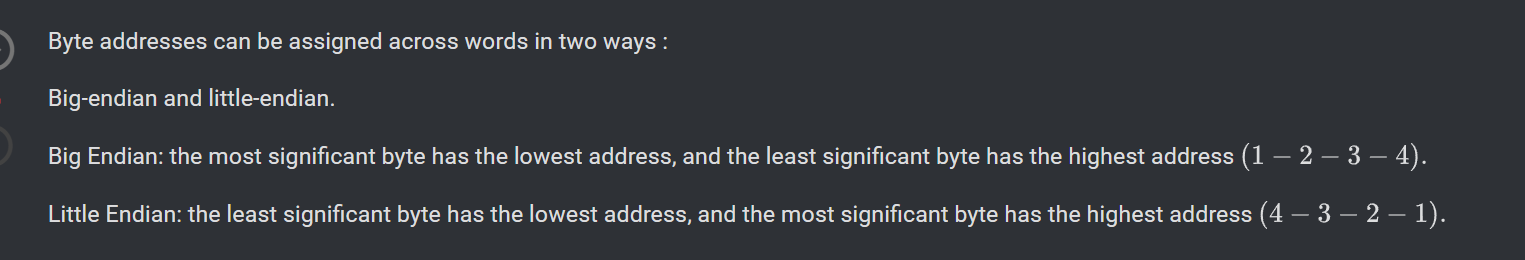 Byte addresses can be assigned across words in two ways :
Big-endian and little-endian.
Big Endian: the most significant byte has the lowest address, and the least significant byte has the highest address (1 – 2 – 3 – 4).
Little Endian: the least significant byte has the lowest address, and the most significant byte has the highest address (4 – 3 – 2 – 1).